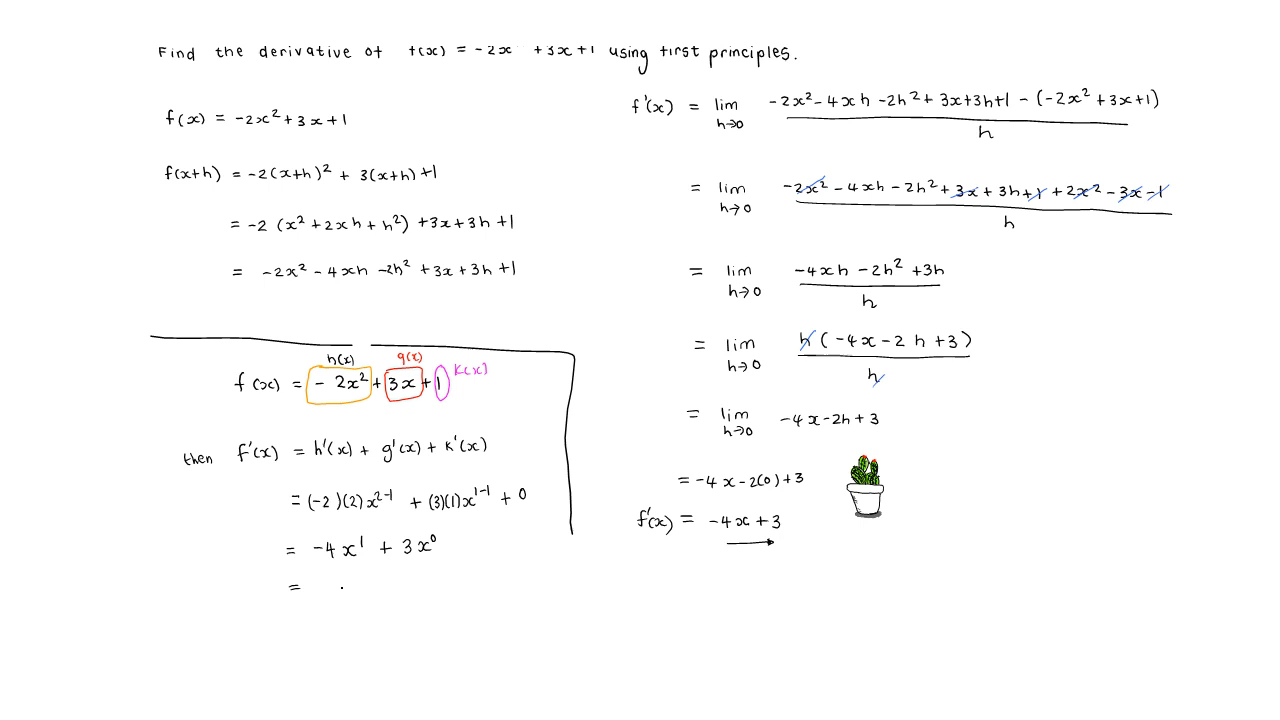 Find the derivative of f(x) = -2x + 3x + 1 using first principles.
f(x) = -2x² + 3x + 1
f(x+h) = -2(x+h)² + 3(x+h) + 1
= -2 (x² + 2xh + h²) + 3x + 3h + 1
= -2x² - 4xh - 2h² + 3x + 3h + 1
h(x) g(x) k(x)
f(x) = - 2x² + 3x + 1
then f'(x) = h'(x) + g'(x) + k'(x)
= (-2)(2)x²⁻¹ + (3)(1)x¹⁻¹ + 0
= -4x¹ + 3x⁰
=
f'(x) = lim h→0 -2x² - 4xh - 2h² + 3x + 3h + 1 - (-2x² + 3x + 1) / h
= lim h→0 -2x² - 4xh - 2h² + 3x + 3h + 1 + 2x² - 3x - 1 / h
= lim h→0 -4xh - 2h² + 3h / h
= lim h→0 h(-4x - 2h + 3) / h
= lim h→0 -4x - 2h + 3
= -4x - 2(0) + 3
f'(x) = -4x + 3